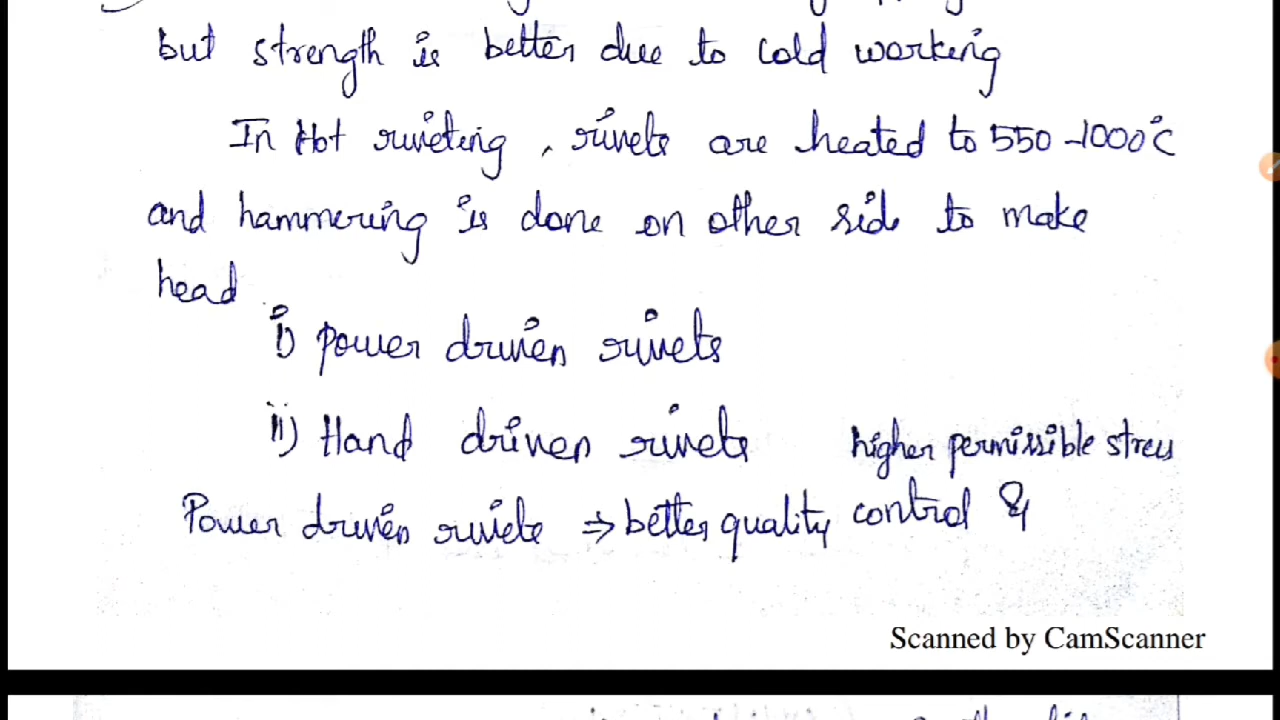 but strength is better due to cold working
In Hot riveting, rivets are heated to 550 -1000°C
and hammering is done on other side to make
head
i) Power driven rivets
ii) Hand driven rivets
higher permissible stress
Power driven rivets ⇒ better quality control &
Scanned by CamScanner